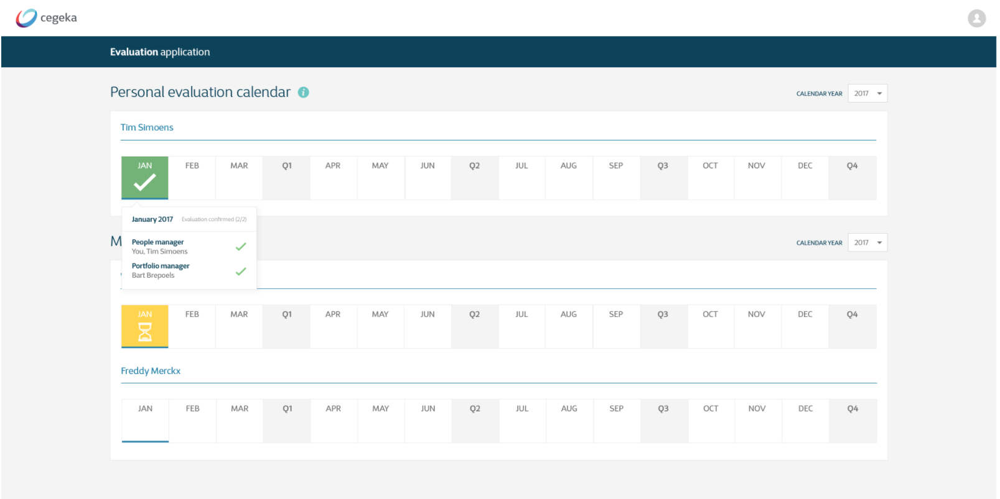 cegeka
Evaluation application
Personal evaluation calendar i
CALENDAR YEAR 2017
Tim Simoens
JAN FEB MAR Q1 APR MAY JUN Q2 JUL AUG SEP Q3 OCT NOV DEC Q4
January 2017 Evaluation confirmed (2/2)
People manager
You, Tim Simoens
Portfolio manager
Bart Brepoels
CALENDAR YEAR 2017
JAN FEB MAR Q1 APR MAY JUN Q2 JUL AUG SEP Q3 OCT NOV DEC Q4
Freddy Merckx
JAN FEB MAR Q1 APR MAY JUN Q2 JUL AUG SEP Q3 OCT NOV DEC Q4